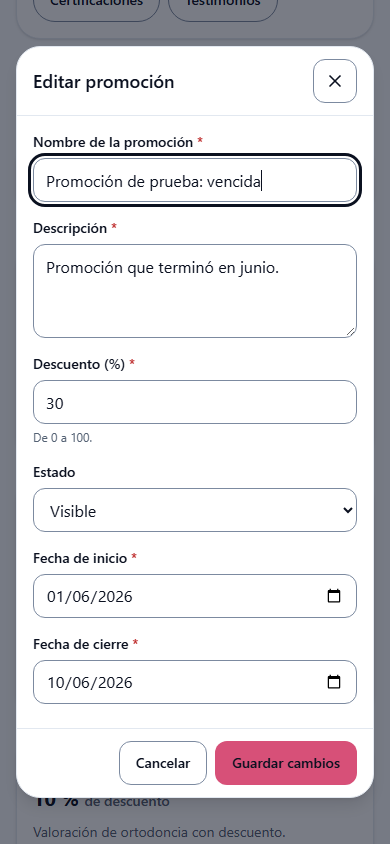 Certificaciones
Testimonios
Editar promoción
Nombre de la promoción *
Promoción de prueba: vencida
Descripción *
Promoción que terminó en junio.
Descuento (%) *
30
De 0 a 100.
Estado
Visible
Fecha de inicio *
01/06/2026
Fecha de cierre *
10/06/2026
Cancelar
Guardar cambios
10 % de descuento
Valoración de ortodoncia con descuento.